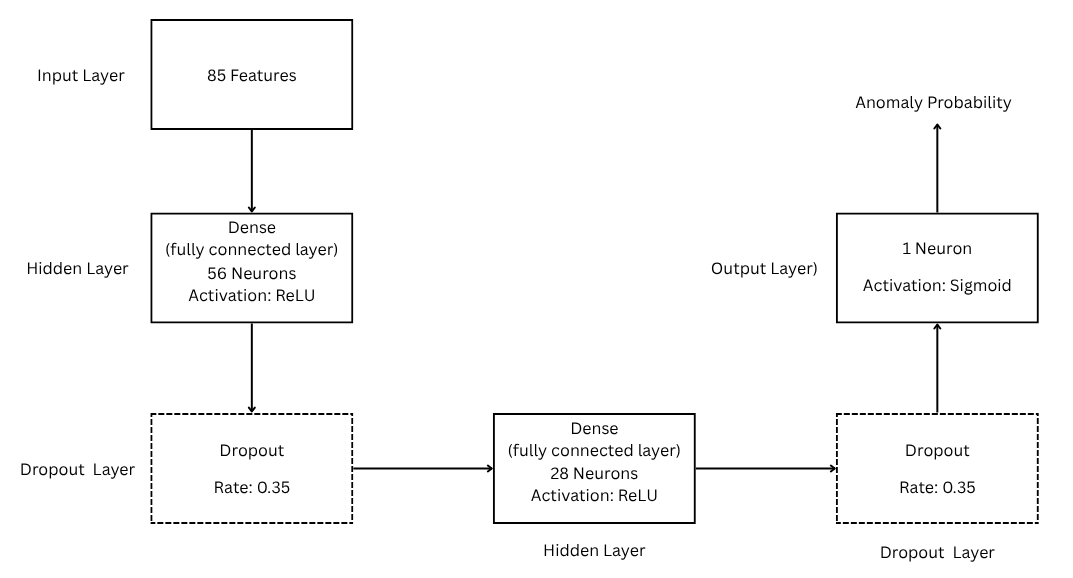 Input Layer
85 Features
Hidden Layer
Dense
(fully connected layer)
56 Neurons
Activation: ReLU
Dropout Layer
Dropout
Rate: 0.35
Dense
(fully connected layer)
28 Neurons
Activation: ReLU
Hidden Layer
Dropout
Rate: 0.35
Dropout Layer
Output Layer)
1 Neuron
Activation: Sigmoid
Anomaly Probability